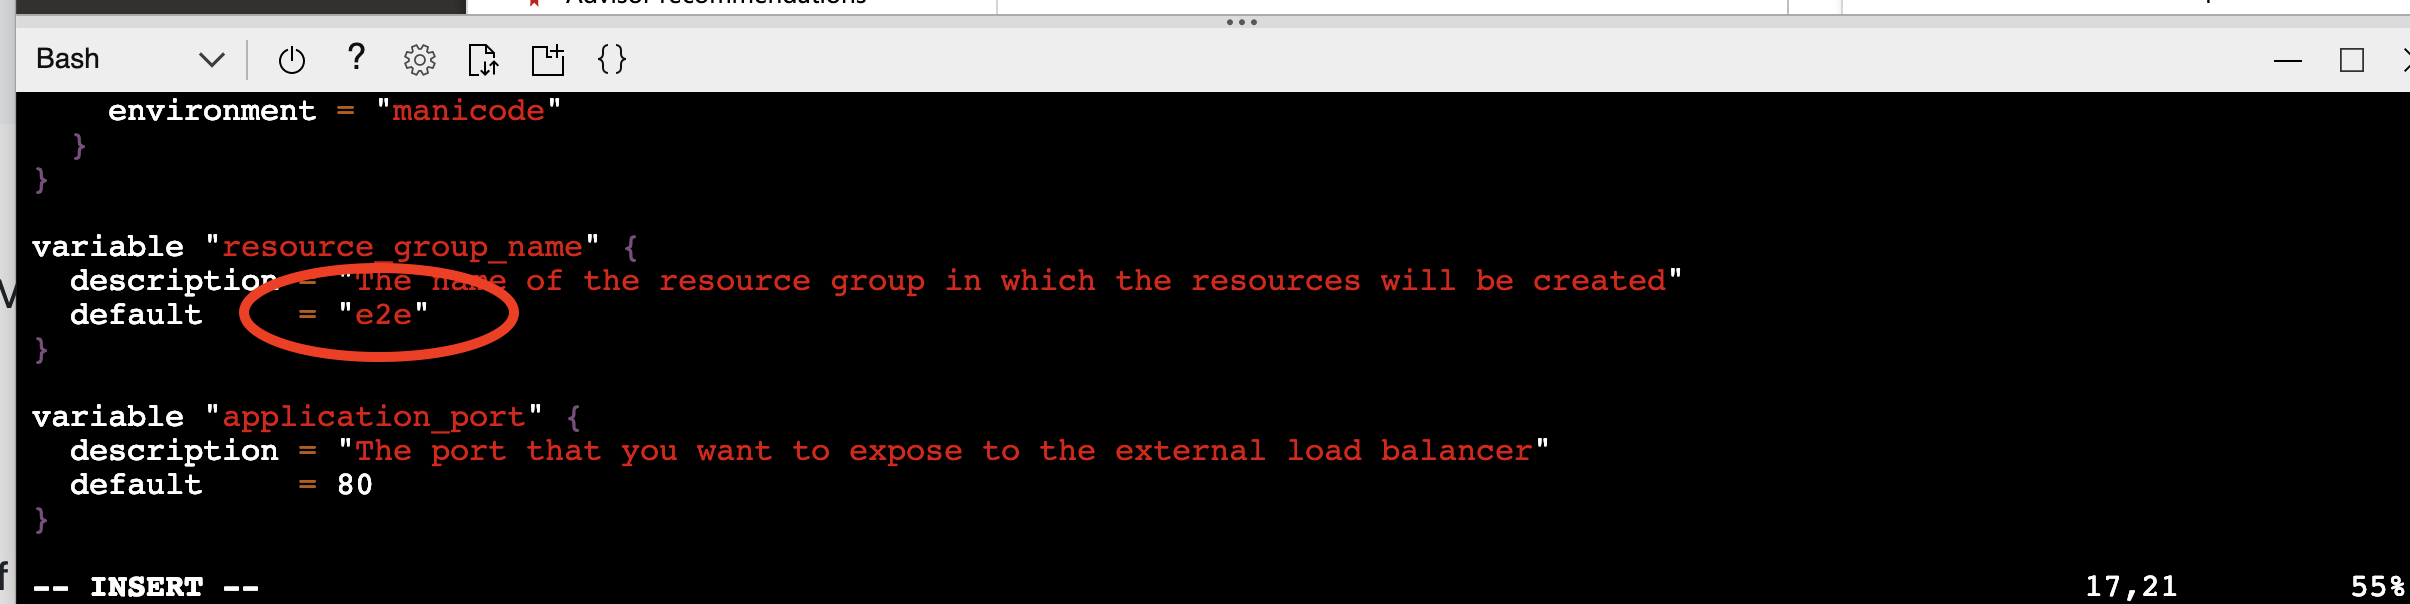 Advisor recommendations
Bash
?
{}
environment = "manicode"
}
}
variable "resource_group_name" {
description = "The name of the resource group in which the resources will be created"
default = "e2e"
}
variable "application_port" {
description = "The port that you want to expose to the external load balancer"
default = 80
}
-- INSERT --
17,21
55%